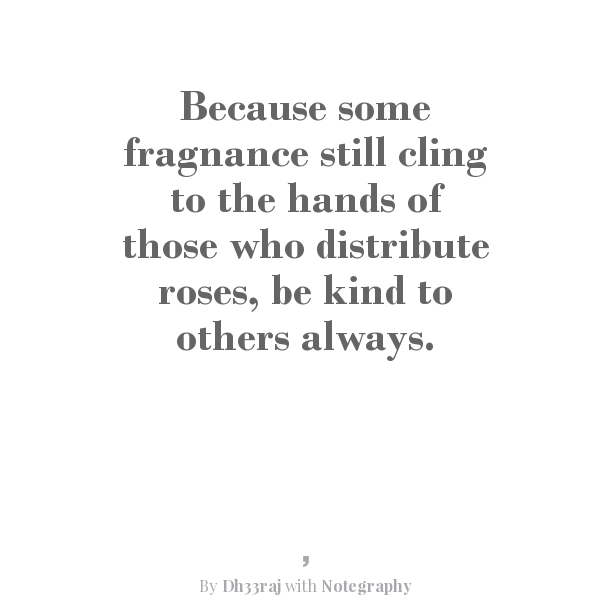 Because some
fragnance still cling
to the hands of
those who distribute
roses, be kind to
others always.
,
By Dh33raj with Notegraphy